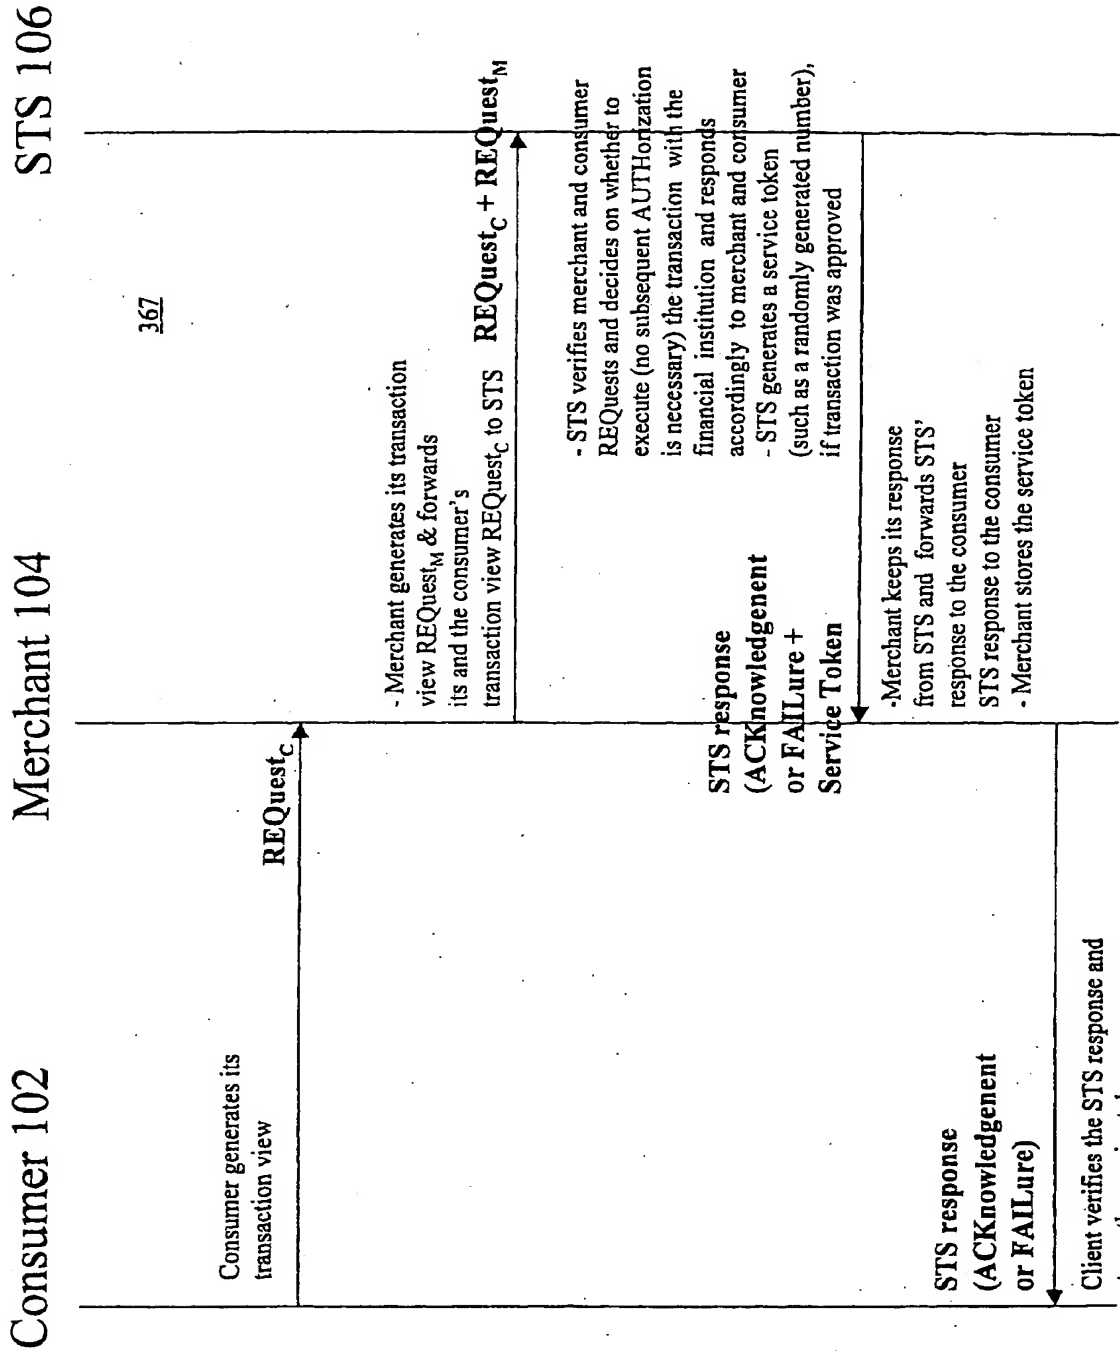 Consumer 102
Merchant 104
STS 106
367
Consumer generates its
transaction view
REQuest_C
- Merchant generates its transaction
view REQuest_M & forwards
its and the consumer's
transaction view REQuest_C to STS
REQuest_C + REQuest_M
- STS verifies merchant and consumer
REQuests and decides on whether to
execute (no subsequent AUTHorization
is necessary) the transaction with the
financial institution and responds
accordingly to merchant and consumer
- STS generates a service token
(such as a randomly generated number),
if transaction was approved
STS response
(ACKnowledgenent
or FAILure +
Service Token
-Merchant keeps its response
from STS and forwards STS'
response to the consumer
STS response to the consumer
- Merchant stores the service token
STS response
(ACKnowledgenent
or FAILure)
Client verifies the STS response and